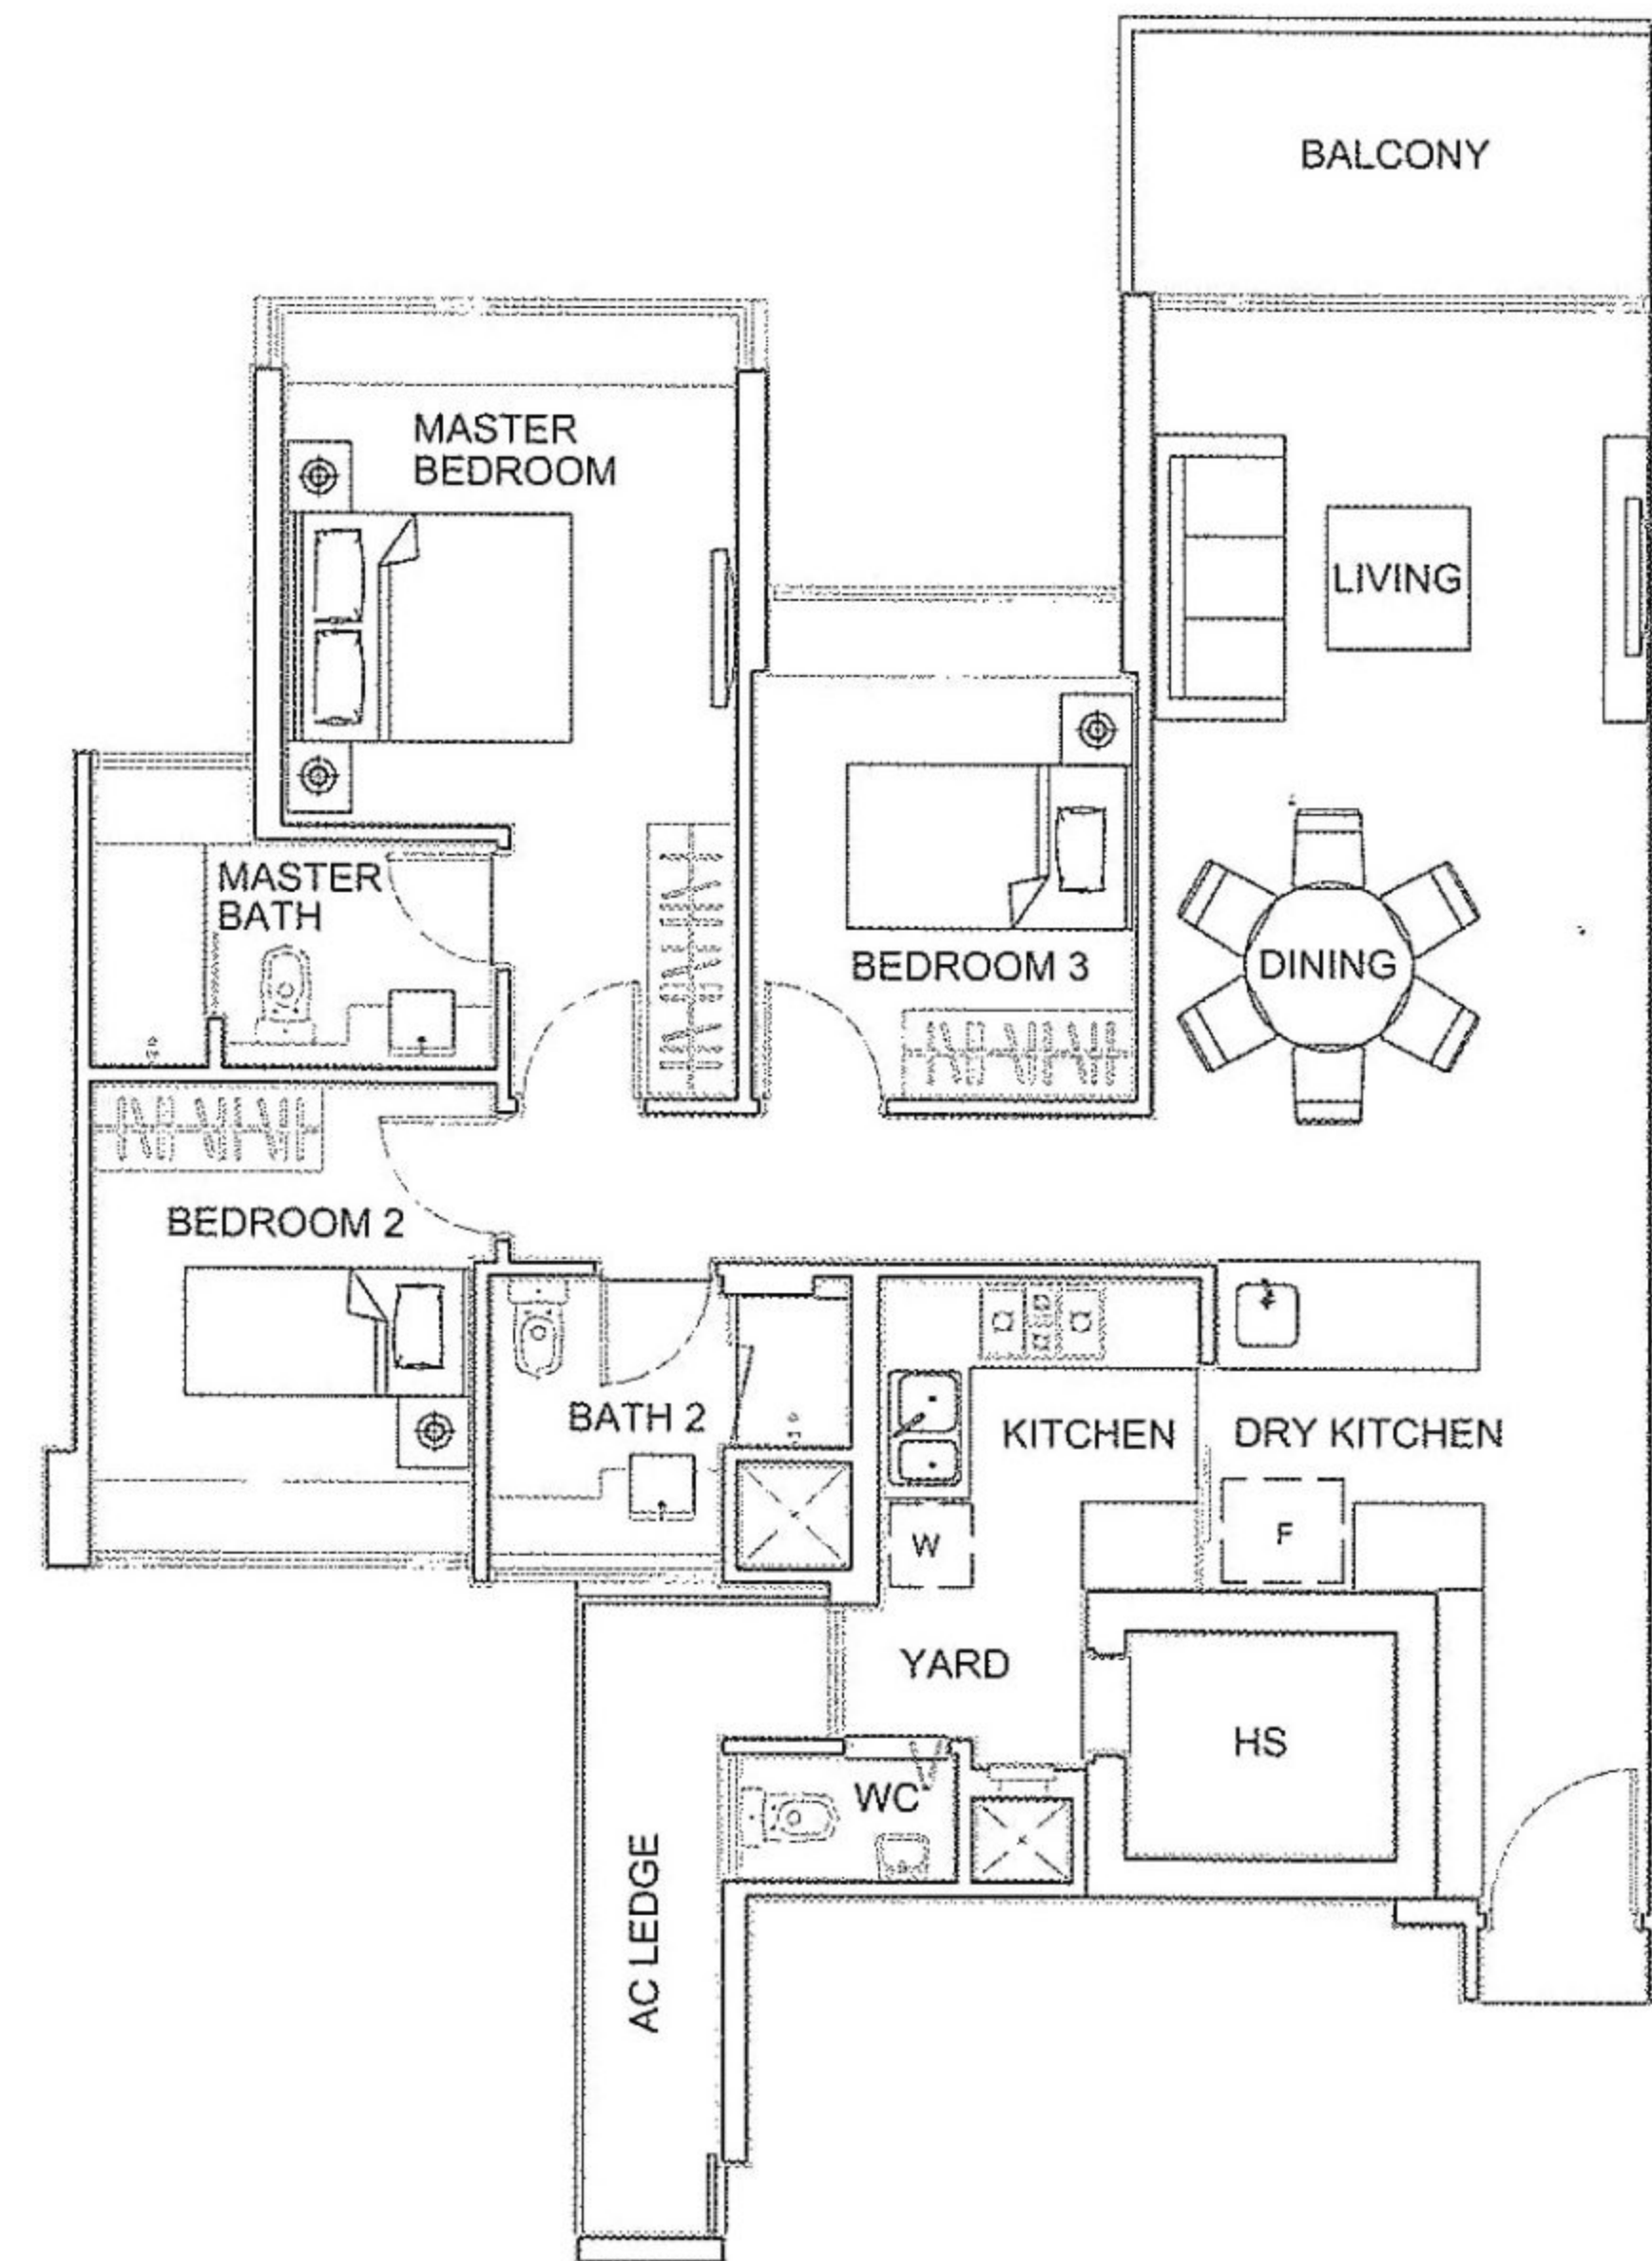 BALCONY
MASTER
BEDROOM
LIVING
MASTER
BATH
BEDROOM 3
DINING
BEDROOM 2
BATH 2
KITCHEN
DRY KITCHEN
W
F
YARD
HS
WC
AC LEDGE